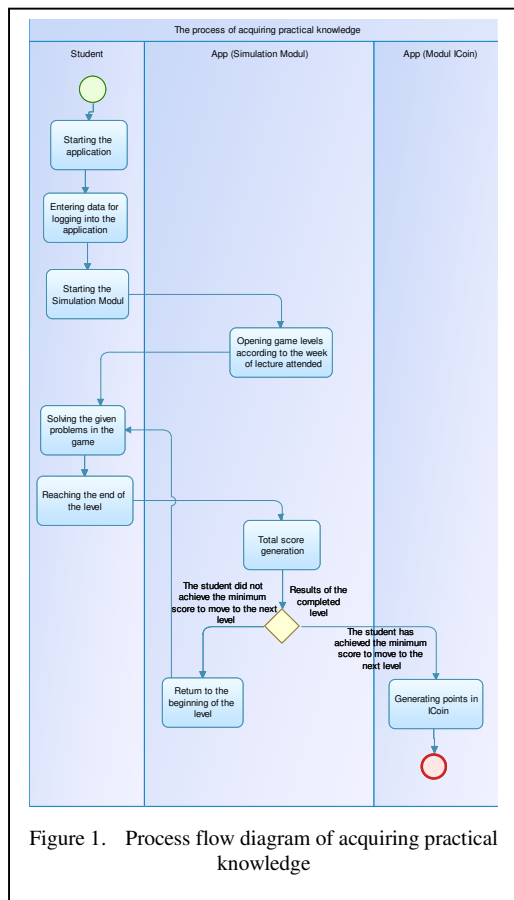 The process of acquiring practical knowledge
Student
App (Simulation Modul)
App (Modul ICoin)
Starting the
application
Entering data for
logging into the
application
Starting the
Simulation Modul
Opening game levels
according to the week
of lecture attended
Solving the given
problems in the
game
Reaching the end of
the level
Total score
generation
The student did not
achieve the minimum
score to move to the next
level
Results of the
completed
level
The student has
achieved the minimum
score to move to the
next level
Return to the
beginning of the
level
Generating points in
ICoin
Figure 1. Process flow diagram of acquiring practical
knowledge